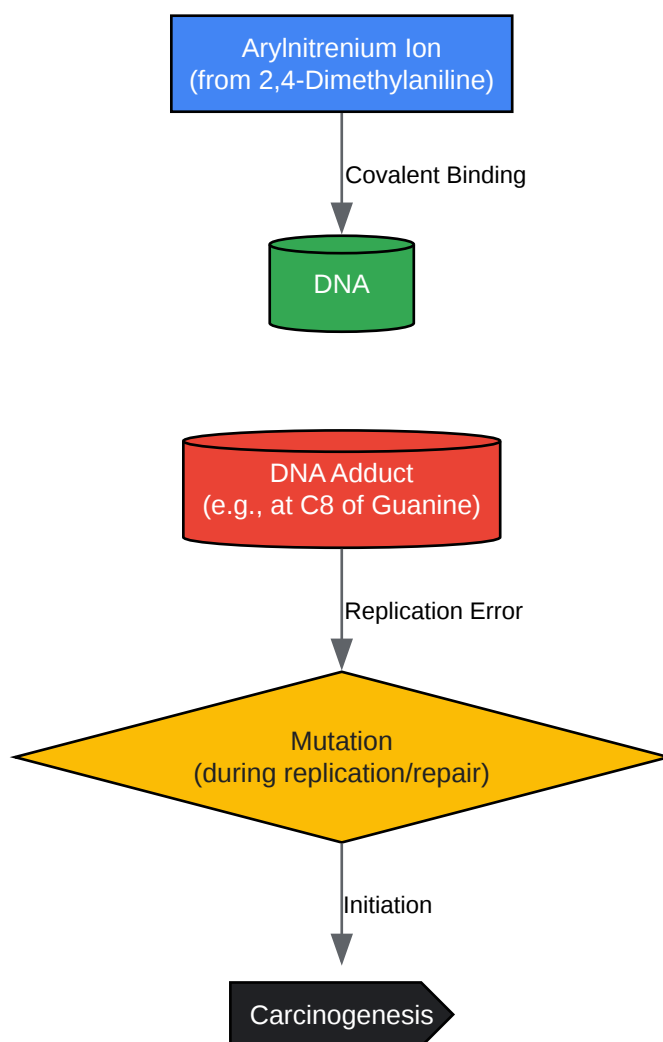 Arylnitrenium Ion
(from 2,4-Dimethylaniline)
Covalent Binding
DNA
DNA Adduct
(e.g., at C8 of Guanine)
Replication Error
Mutation
(during replication/repair)
Initiation
Carcinogenesis